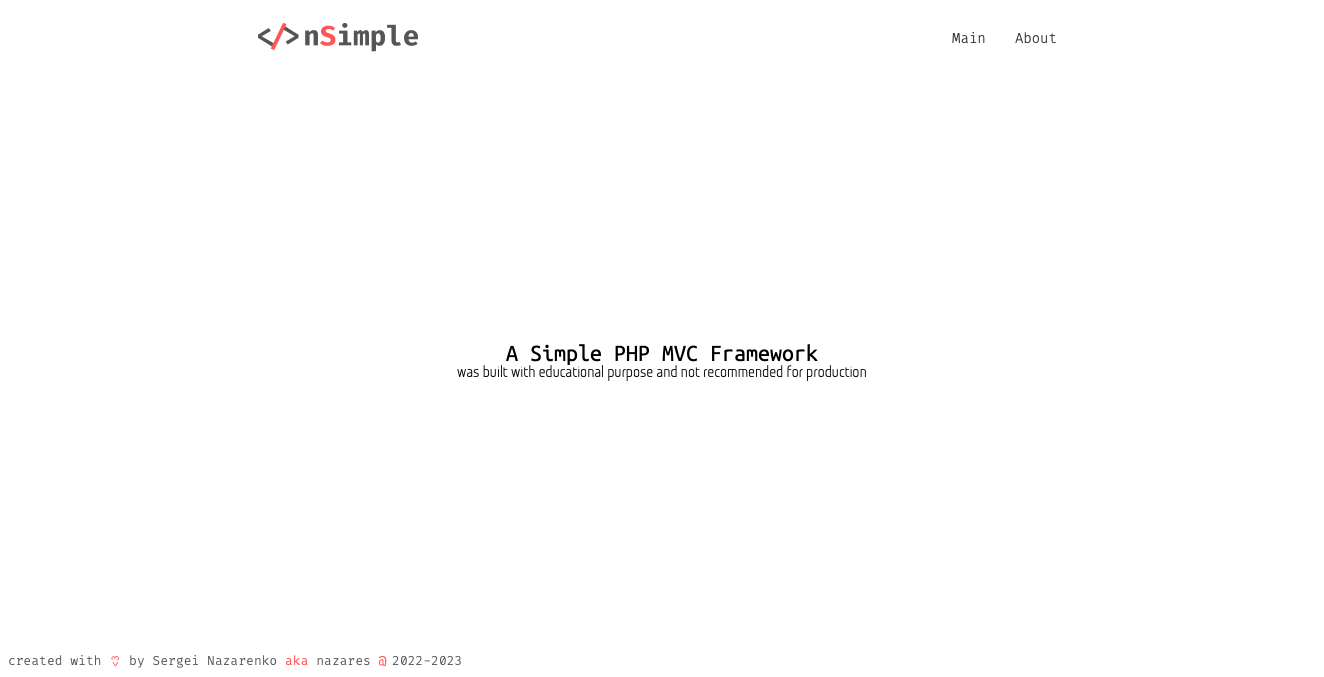 </>nSimple
Main About
A Simple PHP MVC Framework
was built with educational purpose and not recommended for production
created with ♡ by Sergei Nazarenko aka nazares @ 2022-2023